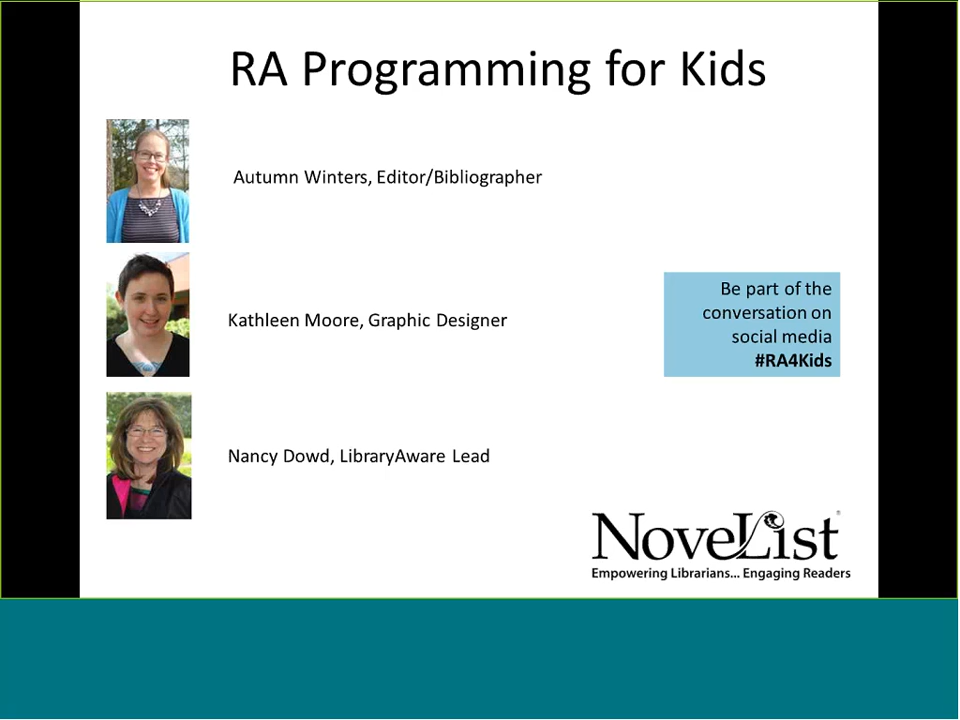 RA Programming for Kids
Autumn Winters, Editor/Bibliographer
Kathleen Moore, Graphic Designer
Be part of the
conversation on
social media
#RA4Kids
Nancy Dowd, LibraryAware Lead
NoveList®
Empowering Librarians... Engaging Readers